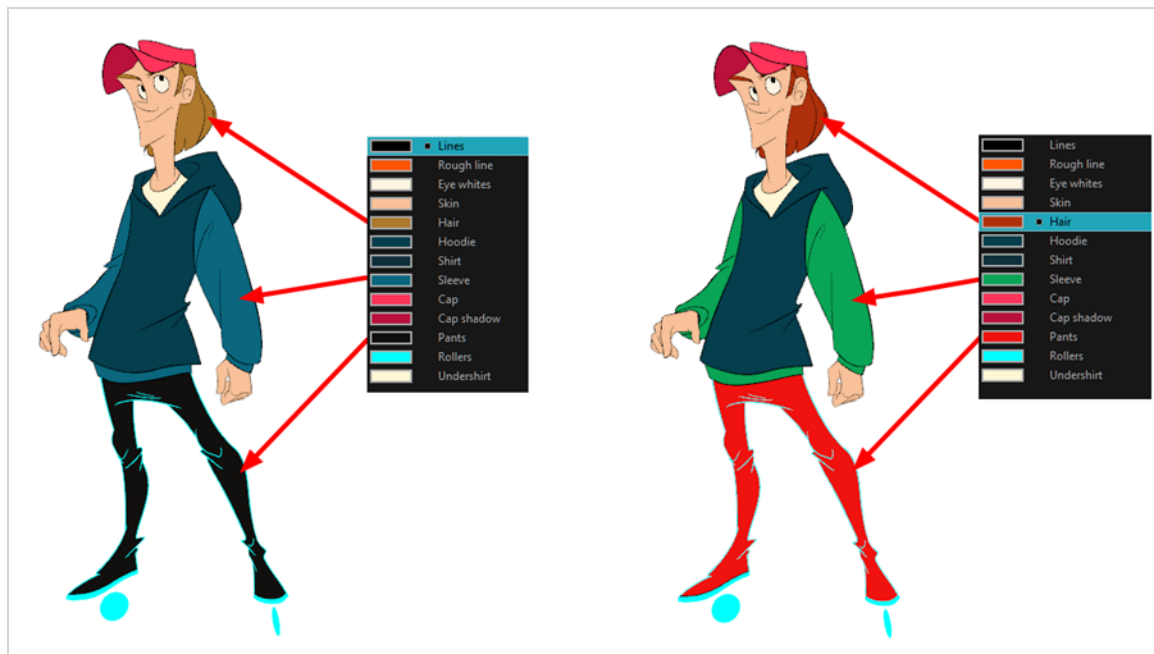 Lines
Rough line
Eye whites
Skin
Hair
Hoodie
Shirt
Sleeve
Cap
Cap shadow
Pants
Rollers
Undershirt
Lines
Rough line
Eye whites
Skin
Hair
Hoodie
Shirt
Sleeve
Cap
Cap shadow
Pants
Rollers
Undershirt